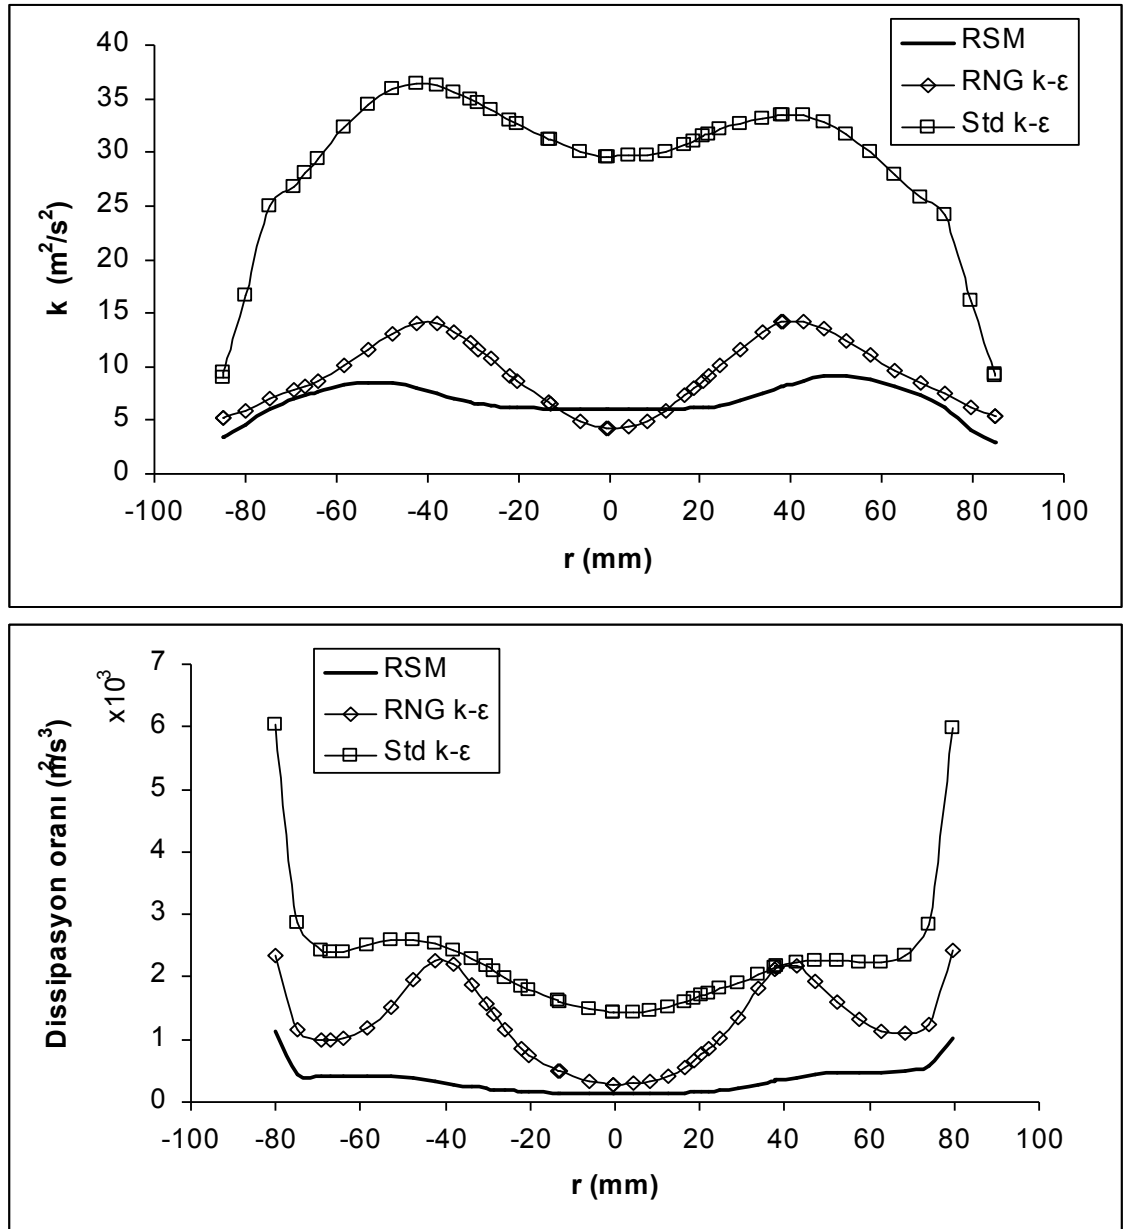 40
35
30
25
20
15
10
5
0
k (m²/s²)
RSM
RNG k-ε
Std k-ε
-100 -80 -60 -40 -20 0 20 40 60 80 100
r (mm)
x10³
7
6
5
4
3
2
1
0
Dissipasyon oranı (m²/s³)
RSM
RNG k-ε
Std k-ε
-100 -80 -60 -40 -20 0 20 40 60 80 100
r (mm)